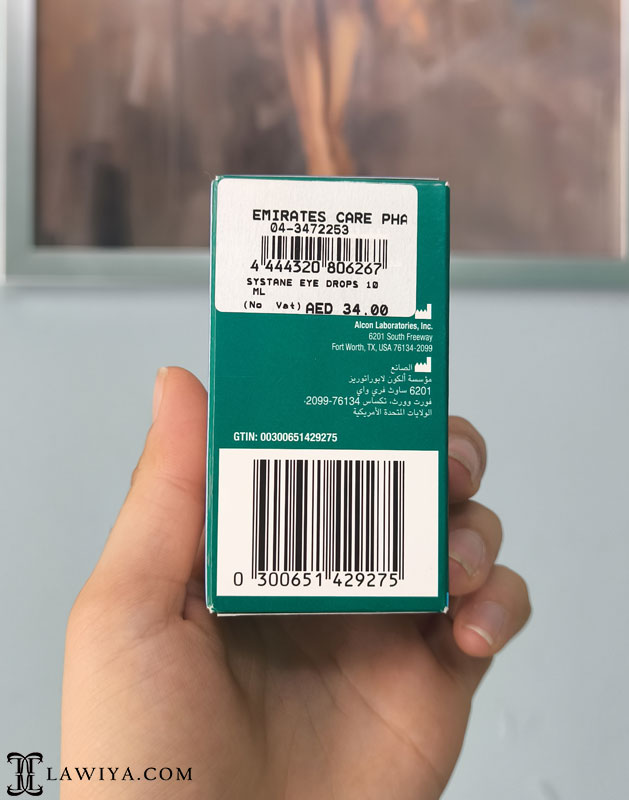 EMIRATES CARE PHA
04-3472253
4 444320 806267
SYSTANE EYE DROPS 10
ML
(No Vat) AED 34.00
Alcon Laboratories, Inc.
6201 South Freeway
Fort Worth, TX, USA 76134-2099
الصانع
مؤسسة ألكون لابوراتوريز
6201 ساوث فري واي
فورت وورث، تكساس 76134-2099،
الولايات المتحدة الأمريكية
GTIN: 00300651429275
0 300651 429275
LAWIYA.COM